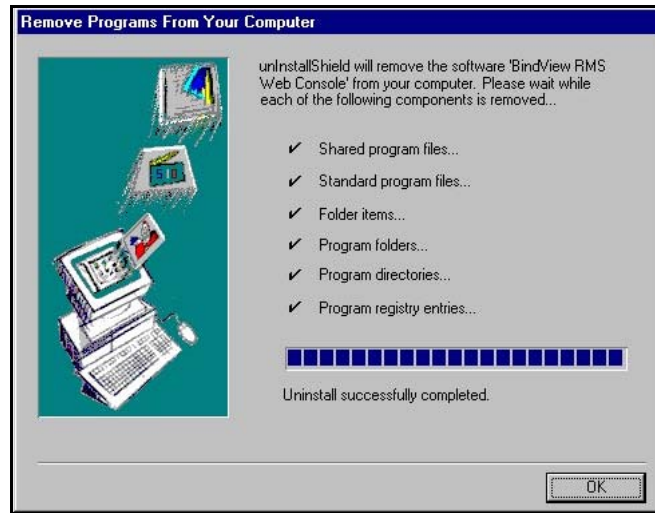 Remove Programs From Your Computer
unInstallShield will remove the software 'BindView RMS
Web Console' from your computer. Please wait while
each of the following components is removed...
✔ Shared program files...
✔ Standard program files...
✔ Folder items...
✔ Program folders...
✔ Program directories...
✔ Program registry entries...
Uninstall successfully completed.
OK